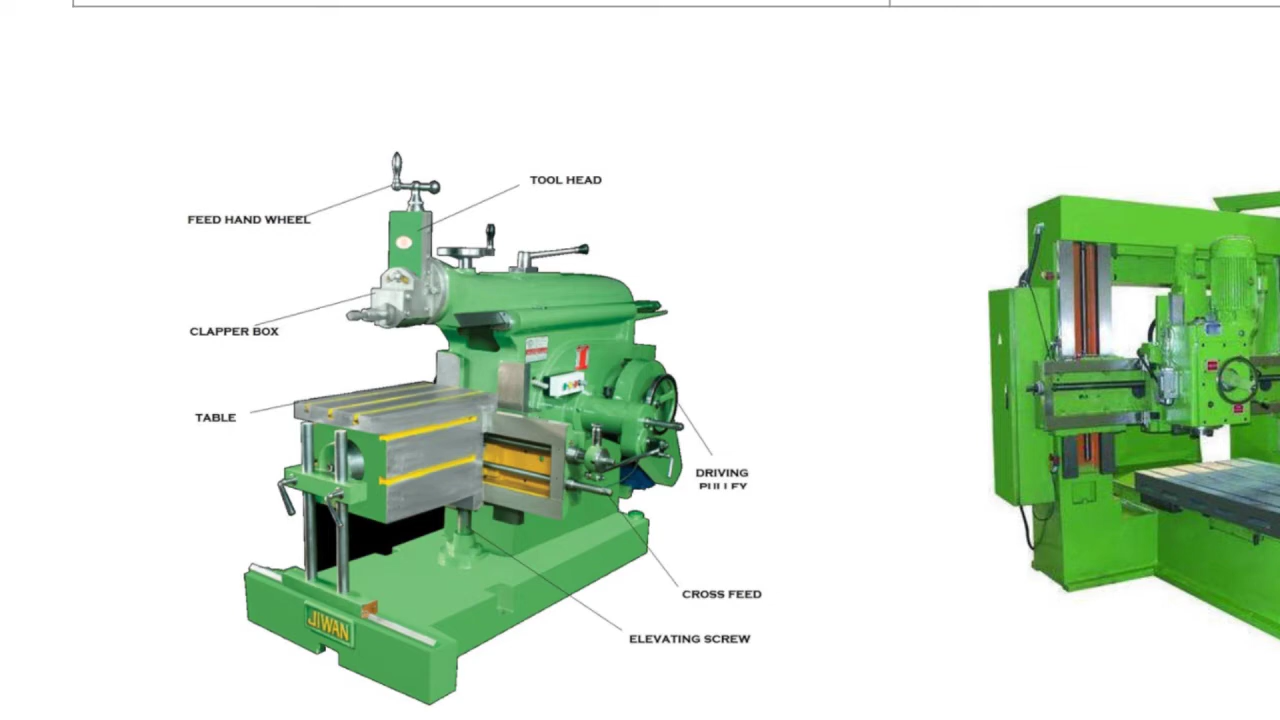 TOOL HEAD
FEED HAND WHEEL
CLAPPER BOX
TABLE
DRIVING
PULLEY
CROSS FEED
ELEVATING SCREW
JIWAN